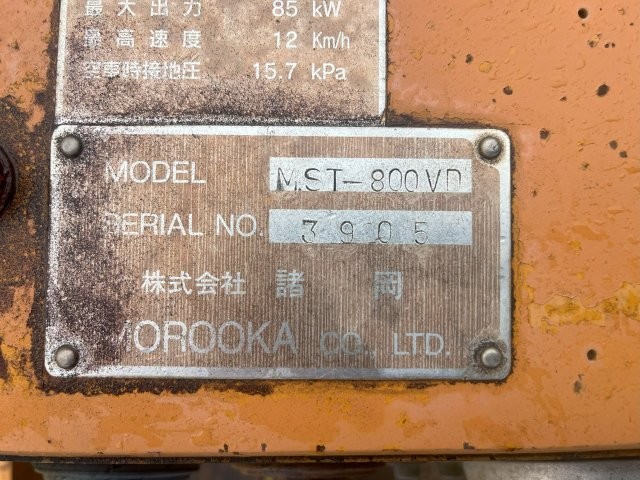 最大出力 85 kW
最高速度 12 Km/h
空車時接地圧 15.7 kPa
MODEL MST-800VD
SERIAL NO. 3905
株式会社 諸岡
MOROOKA CO., LTD.